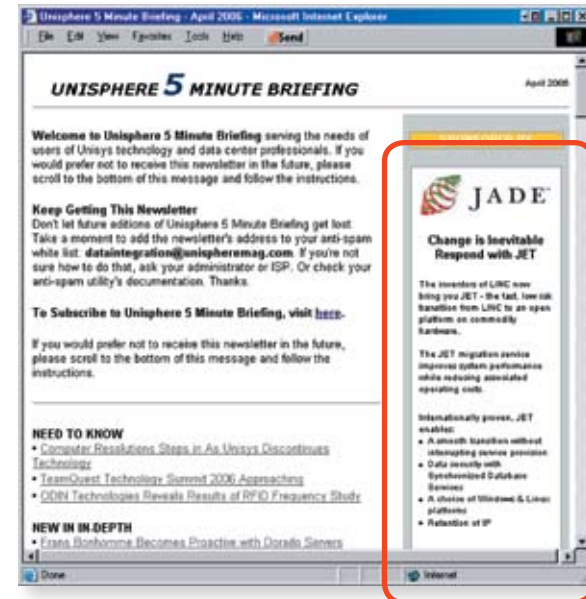 Unisphere 5 Minute Briefing - April 2006 - Microsoft Internet Explorer
File Edit View Favorites Tools Help Send
UNISPHERE 5 MINUTE BRIEFING
April 2006
Welcome to Unisphere 5 Minute Briefing serving the needs of
users of Unisys technology and data center professionals. If you
would prefer not to receive this newsletter in the future, please
scroll to the bottom of this message and follow the instructions.
Keep Getting This Newsletter
Don't let future editions of Unisphere 5 Minute Briefing get lost.
Take a moment to add the newsletter's address to your anti-spam
white list: dataintegration@unispheremag.com. If you're not
sure how to do that, ask your administrator or ISP. Or check your
anti-spam utility's documentation. Thanks.
To Subscribe to Unisphere 5 Minute Briefing, visit here.
If you would prefer not to receive this newsletter in the future,
please scroll to the bottom of this message and follow the
instructions.
NEED TO KNOW
• Computer Resolutions Steps in As Unisys Discontinues
Technology
• TeamQuest Technology Summit 2006 Approaching
• ODIN Technologies Reveals Results of RFID Frequency Study
NEW IN IN-DEPTH
• Frans Bonhomme Becomes Proactive with Dorado Servers
SPONSORED BY
JADE
Change is Inevitable
Respond with JET
The inventors of LINC now
bring you JET - the fast, low risk
transition from LINC to an open
platform on commodity
hardware.
The JET migration service
improves system performance
while reducing associated
operating costs.
Internationally proven, JET
enables:
• A smooth transition without
interrupting service provision
• Data security with
Synchronized Database
Services
• A choice of Windows & Linux
platforms
• Retention of IP
Done
Internet